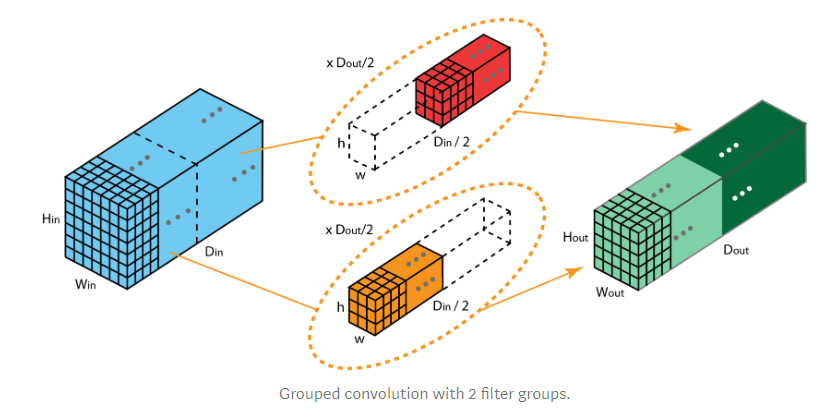 x Dout/2
h
w
Din / 2
Hin
Win
Din
x Dout/2
h
w
Din / 2
Hout
Wout
Dout
Grouped convolution with 2 filter groups.